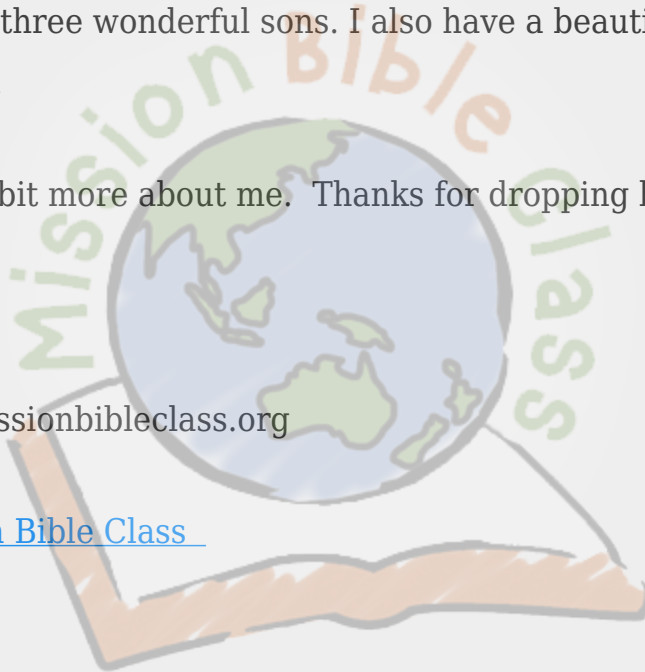 three wonderful sons. I also have a beauti
Mission Bible Class
bit more about me. Thanks for dropping
ssionbibleclass.org
Bible Class